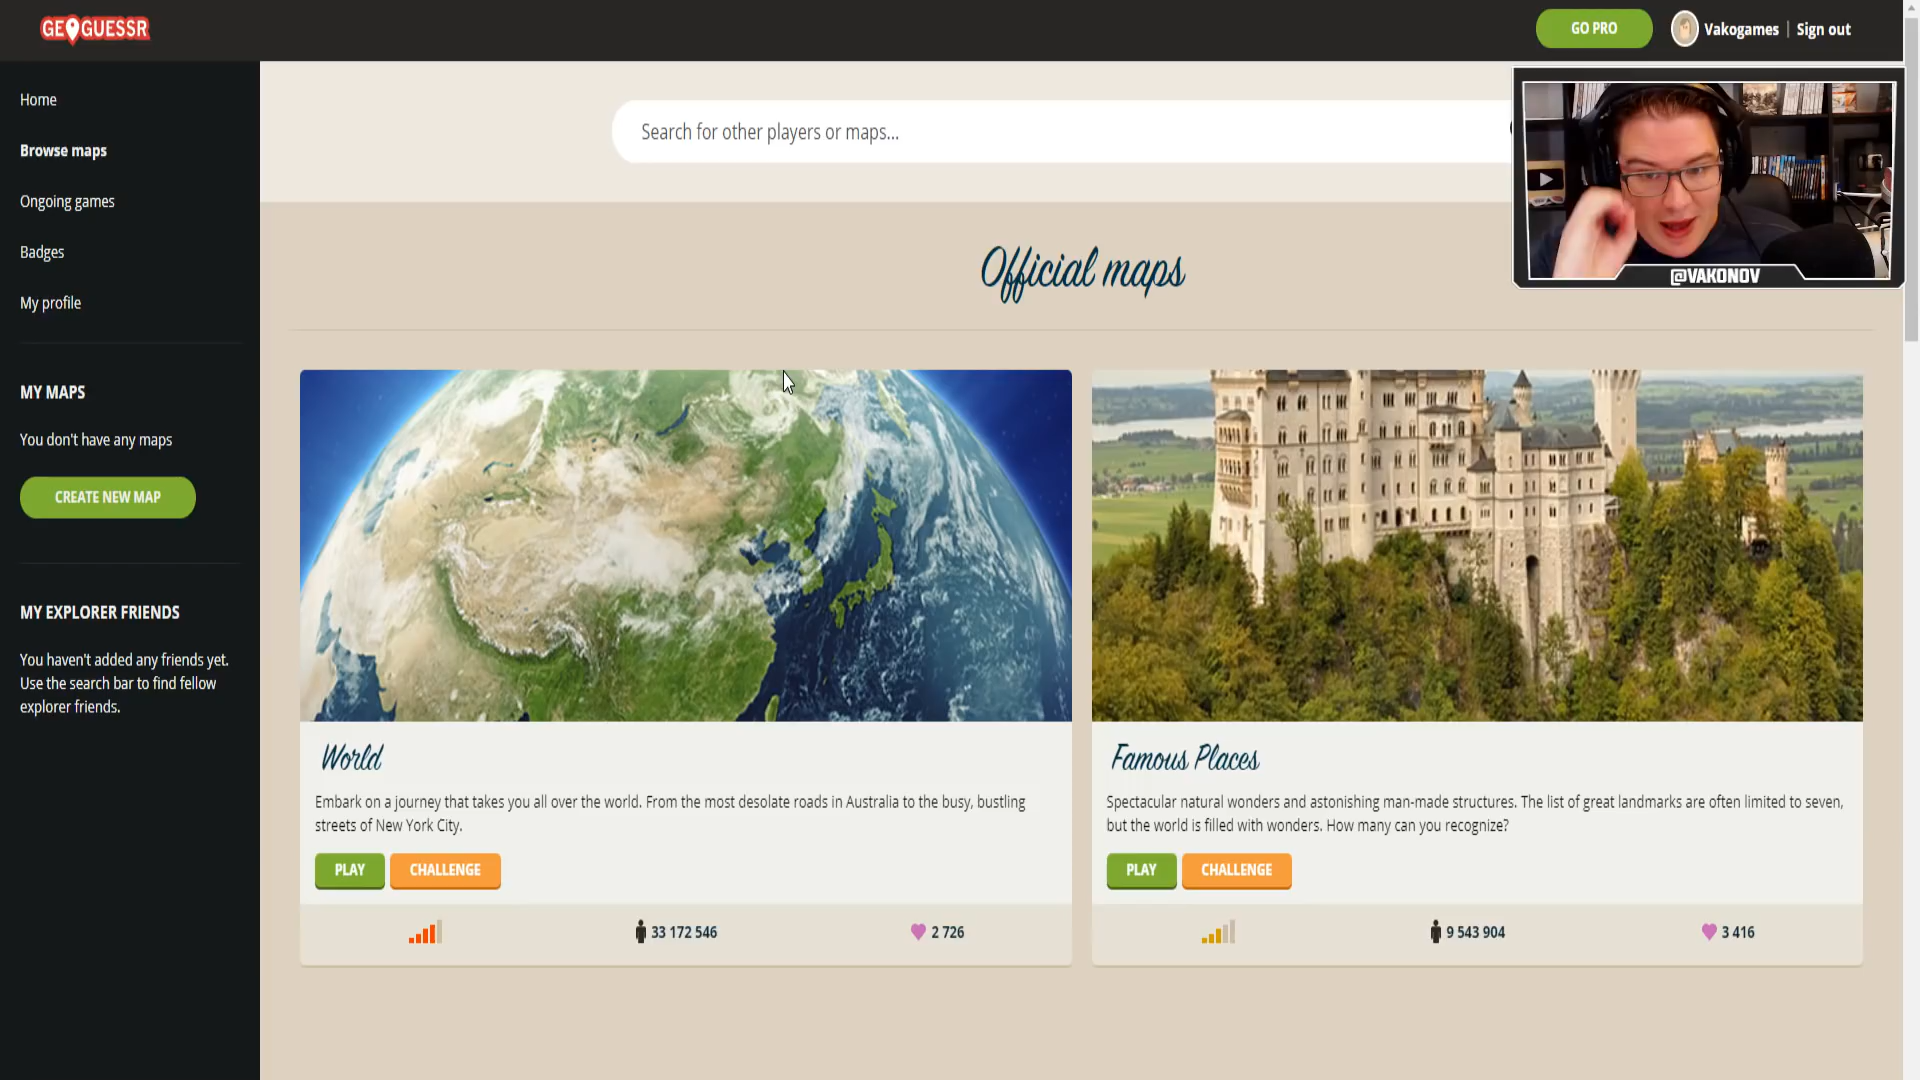 GEOGUESSR
GO PRO
Vakogames | Sign out
Home
Browse maps
Ongoing games
Badges
My profile
MY MAPS
You don't have any maps
CREATE NEW MAP
MY EXPLORER FRIENDS
You haven't added any friends yet.
Use the search bar to find fellow
explorer friends.
Search for other players or maps...
@VAKONOV
Official maps
World
Embark on a journey that takes you all over the world. From the most desolate roads in Australia to the busy, bustling
streets of New York City.
PLAY CHALLENGE
33 172 546 2 726
Famous Places
Spectacular natural wonders and astonishing man-made structures. The list of great landmarks are often limited to seven,
but the world is filled with wonders. How many can you recognize?
PLAY CHALLENGE
9 543 904 3 416